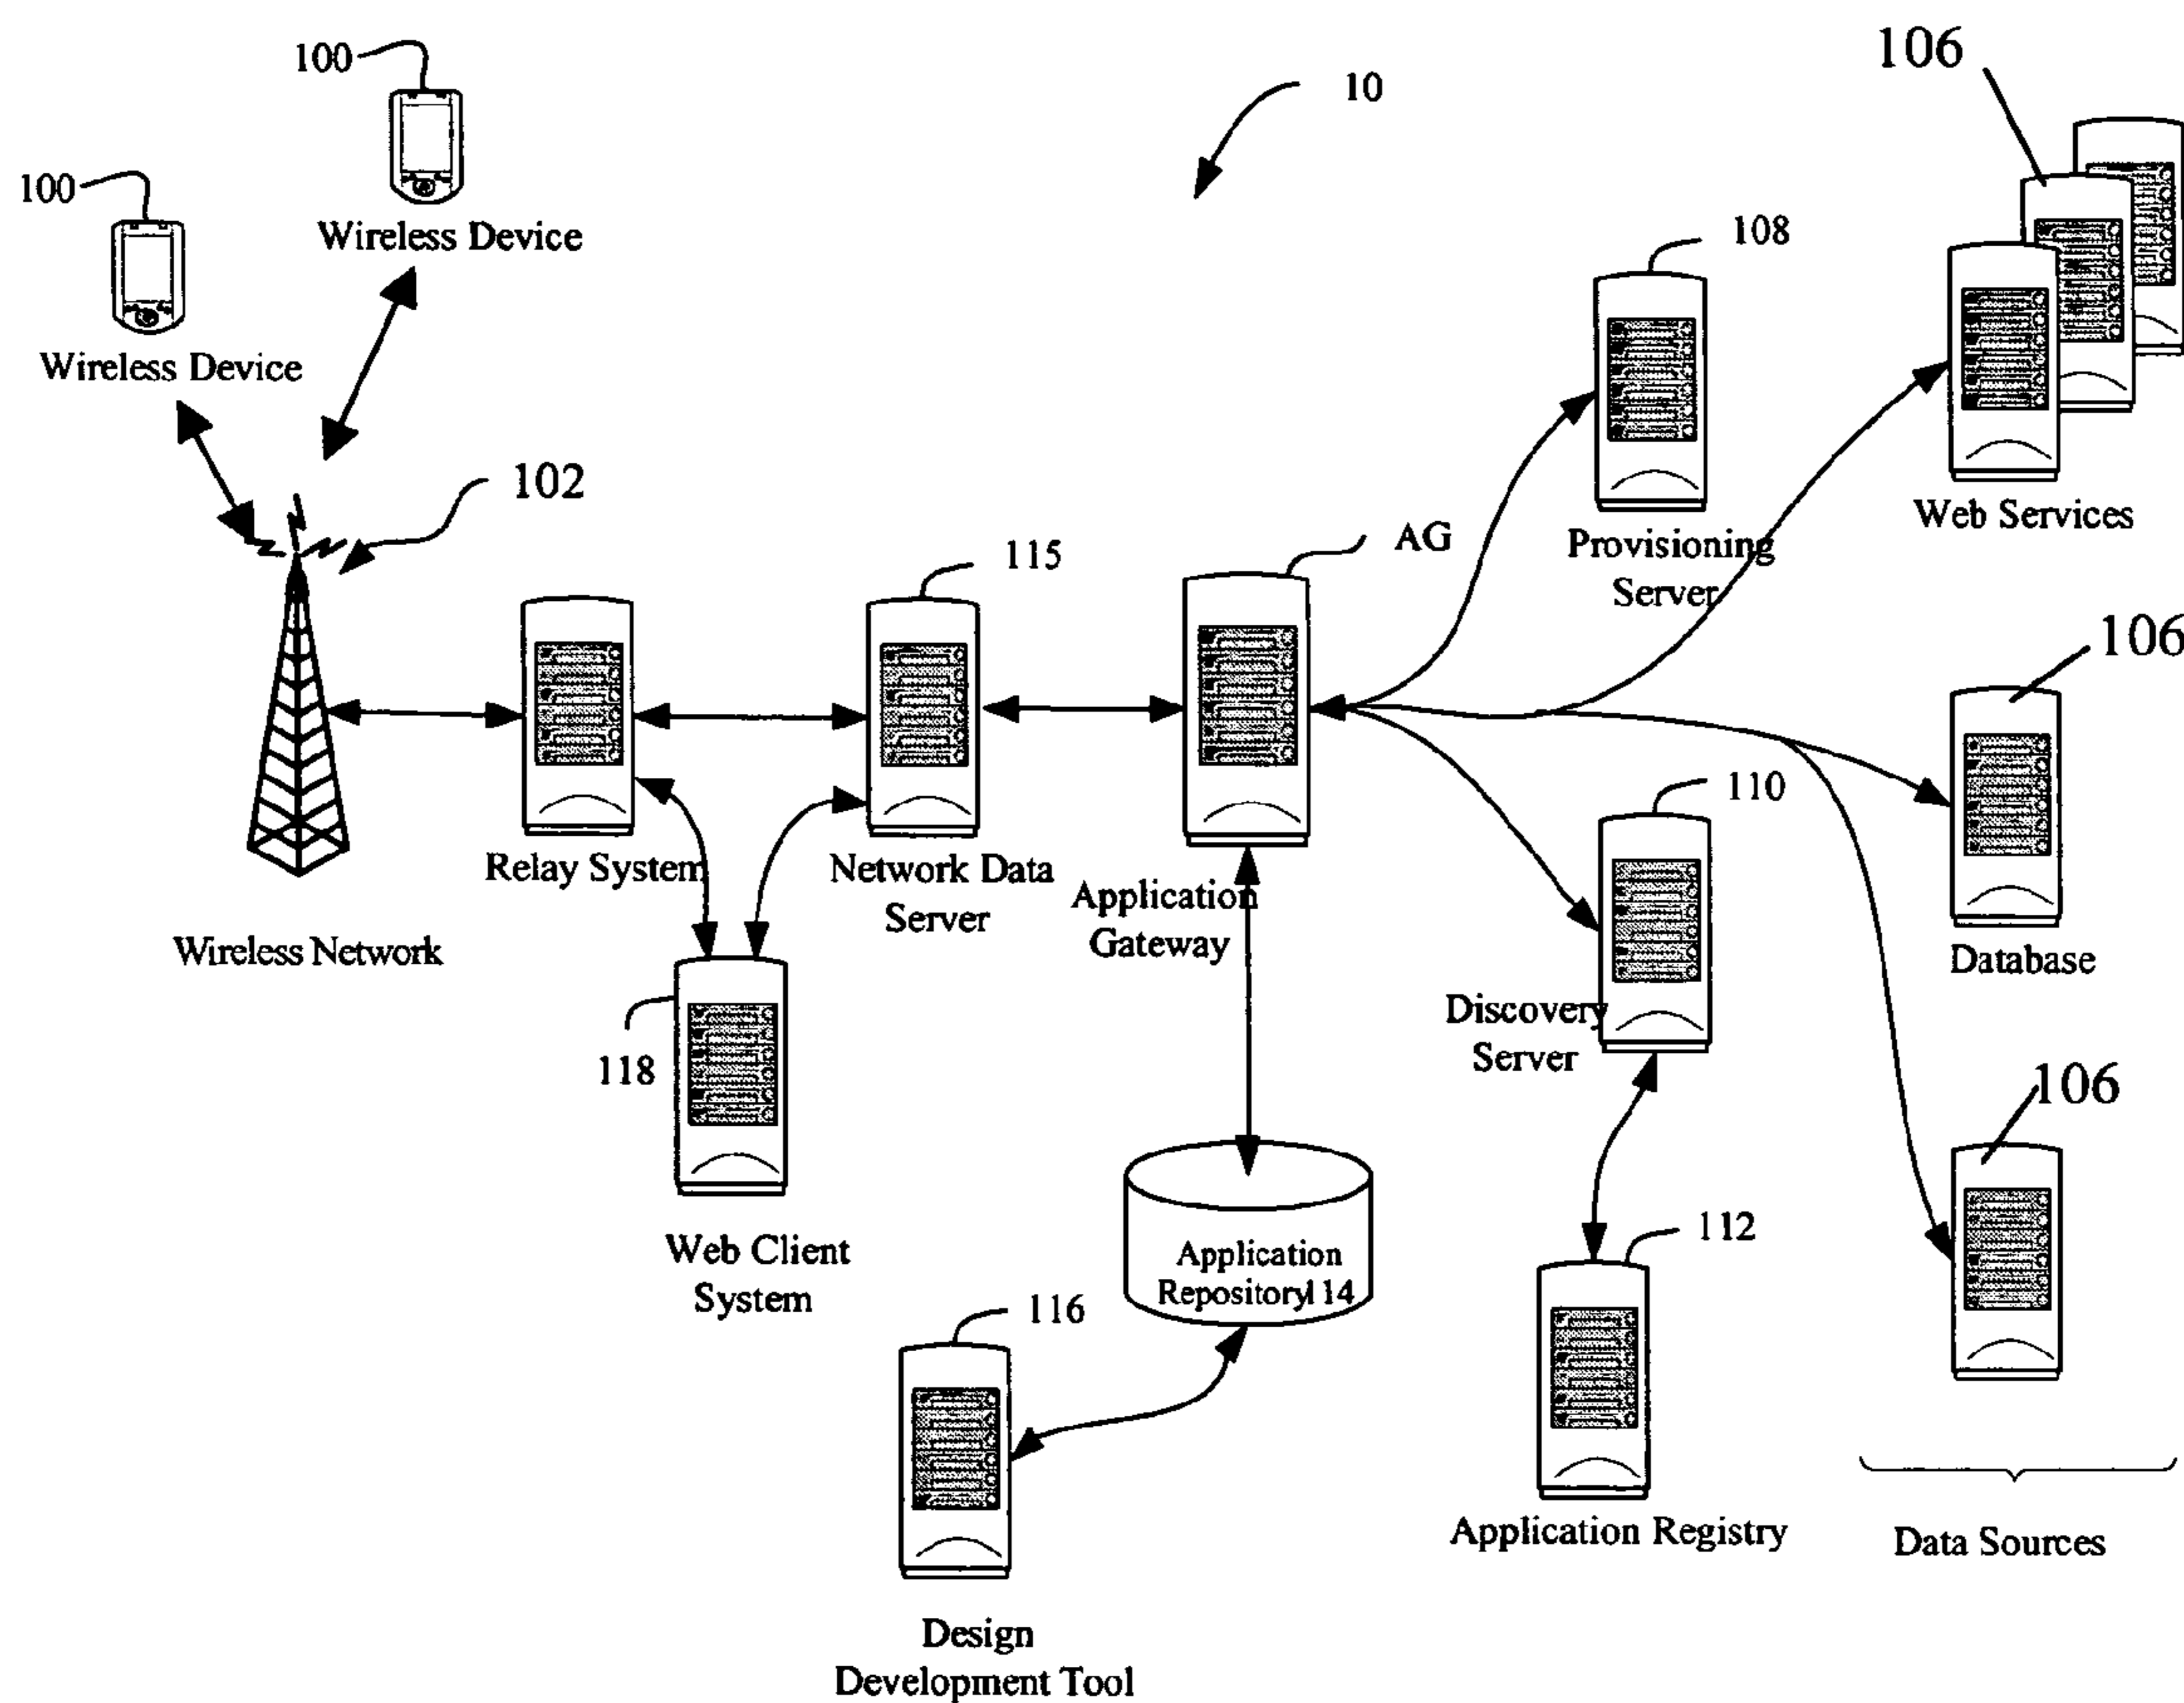 100
100
Wireless Device
Wireless Device
10
106
108
Web Services
Provisioning
Server
102
AG
115
106
Relay System
Network Data
Server
Application
Gateway
Wireless Network
110
Database
Discovery
Server
118
106
Web Client
System
Application
Repository114
112
116
Application Registry
Data Sources
Design
Development Tool